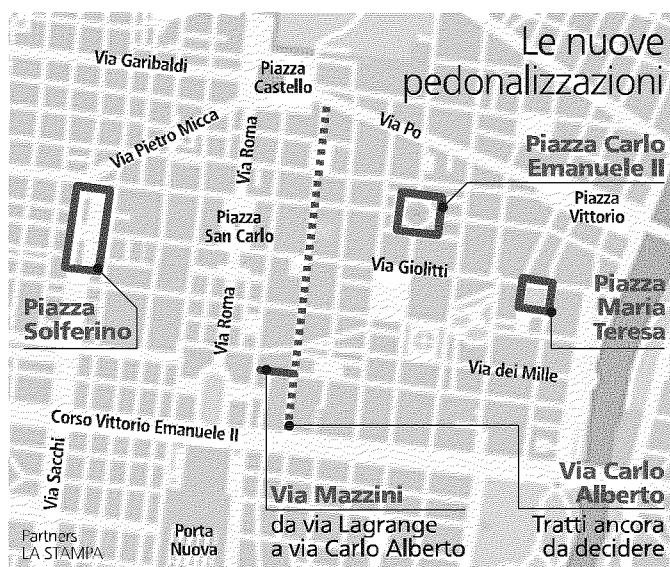 Le nuove
pedonalizzazioni
Via Garibaldi
Piazza
Castello
Via Pietro Micca
Via Roma
Via Po
Piazza Carlo
Emanuele II
Piazza
Vittorio
Piazza
San Carlo
Via Giolitti
Piazza
Solferino
Via Roma
Piazza
Maria
Teresa
Via dei Mille
Corso Vittorio Emanuele II
Via Sacchi
Via Mazzini
da via Lagrange
a via Carlo Alberto
Via Carlo
Alberto
Tratti ancora
da decidere
Porta
Nuova
Partners
LA STAMPA